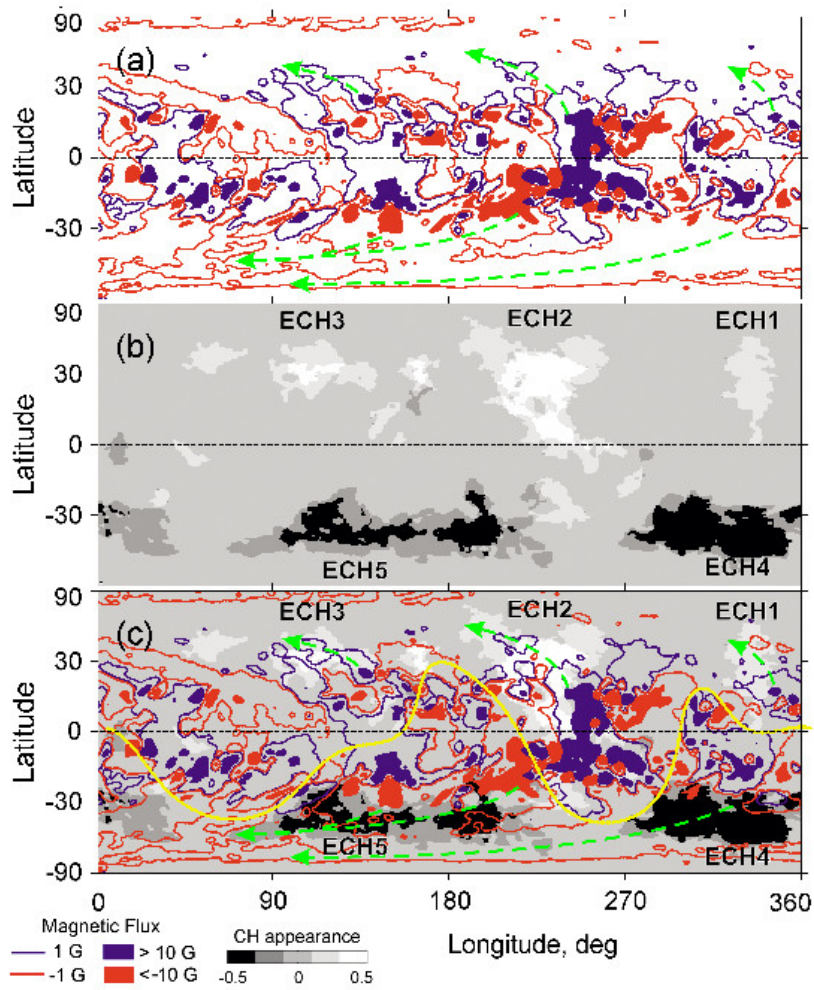 90
(a)
30
Latitude
0
-30
90
ECH3
ECH2
ECH1
(b)
30
Latitude
0
-30
ECH5
ECH4
90
ECH3
ECH2
ECH1
(c)
30
Latitude
0
-30
ECH5
ECH4
-90
0
90
180
270
360
Longitude, deg
Magnetic Flux
1 G
> 10 G
-1 G
<-10 G
CH appearance
-0.5
0
0.5